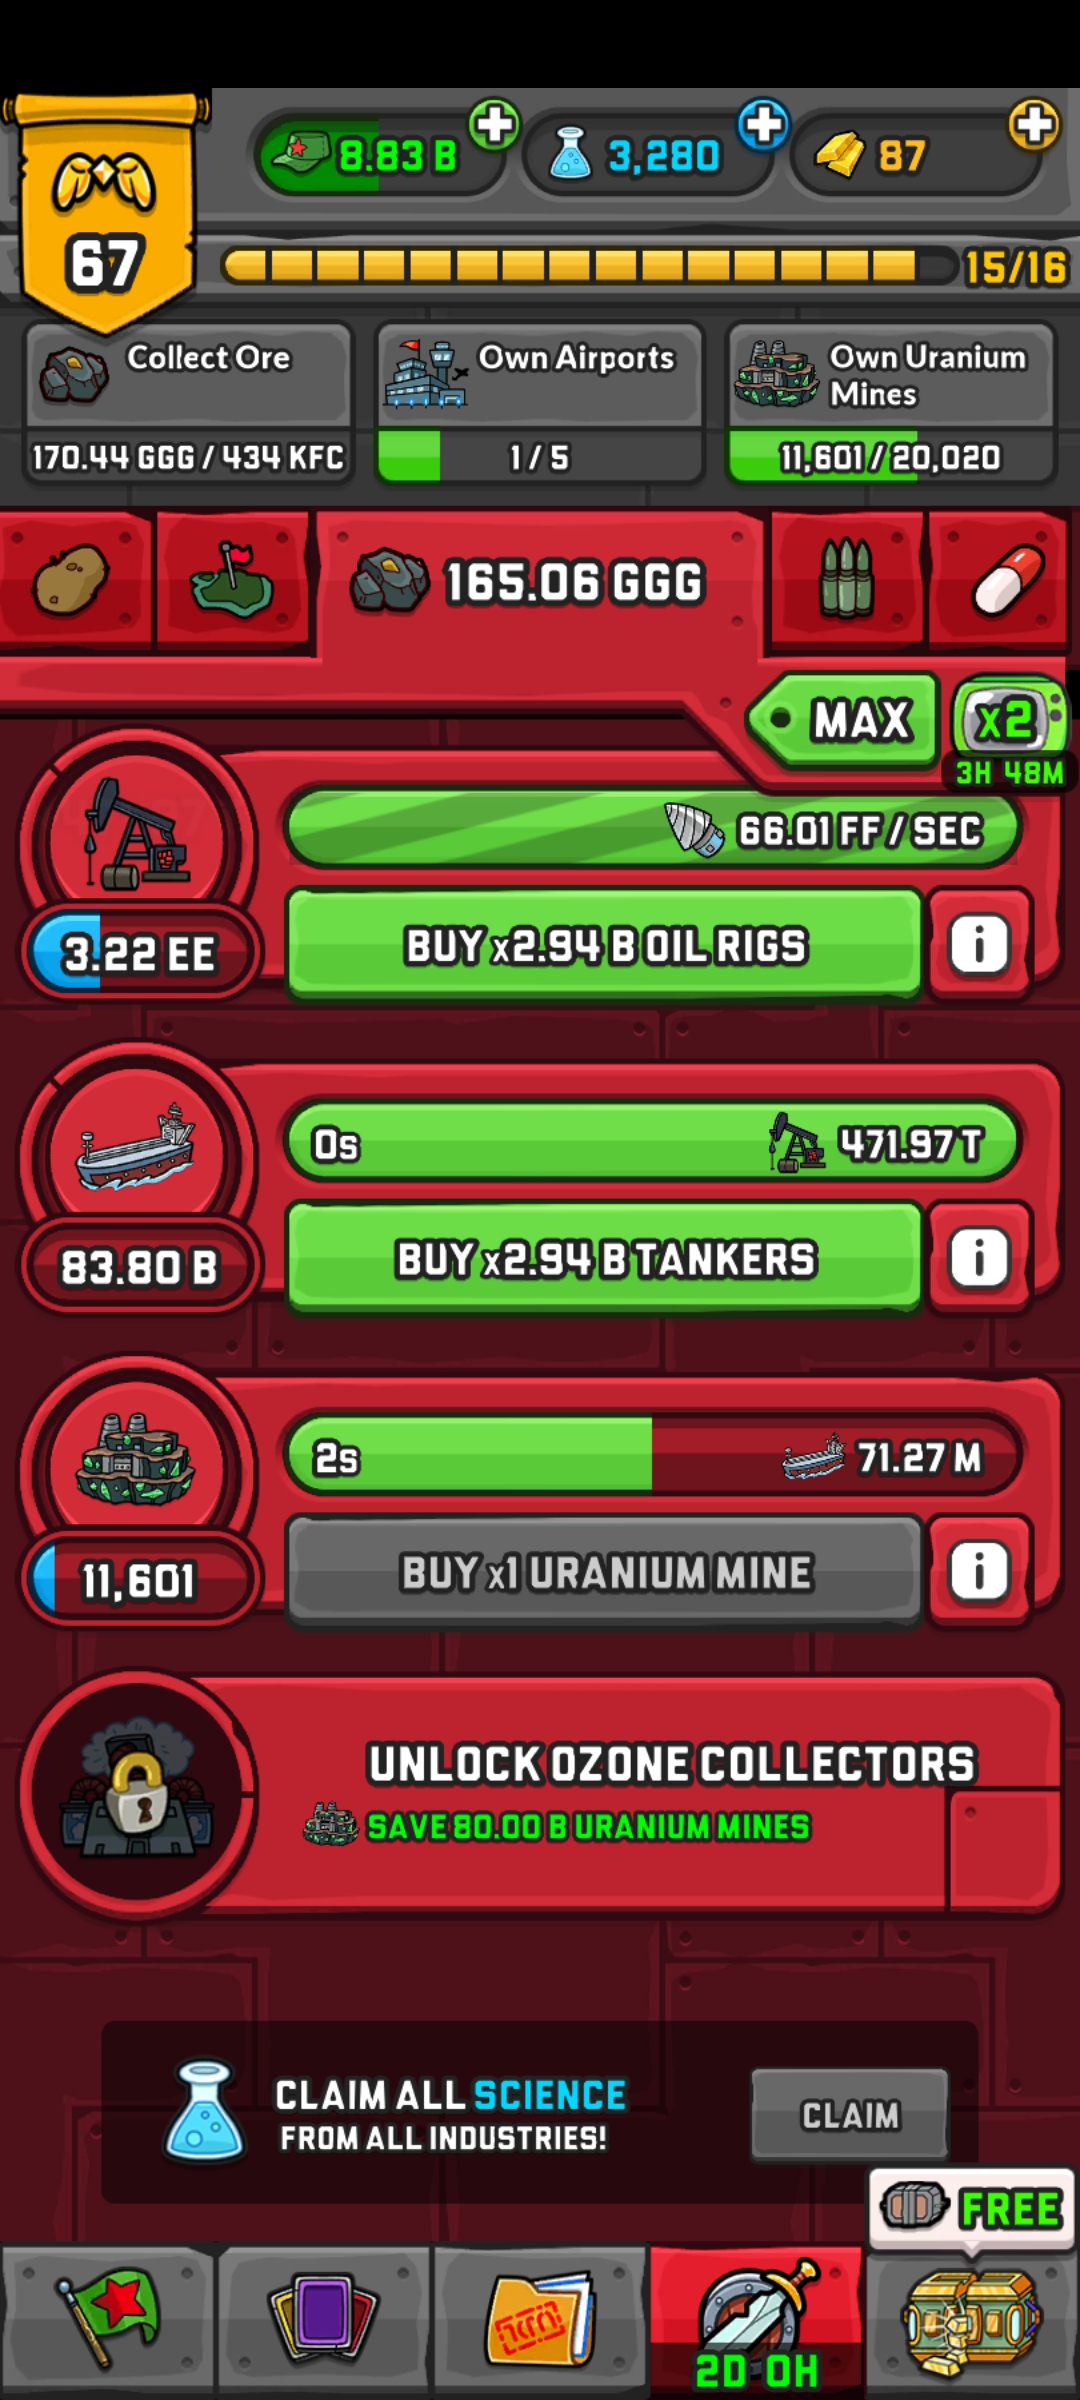 8.83 B
3,280
87
67
15/16
Collect Ore
170.44 GGG / 434 KFC
Own Airports
1 / 5
Own Uranium
Mines
11,601 / 20,020
165.06 GGG
MAX
x2
3H 48M
66.01 FF / SEC
3.22 EE
BUY x2.94 B OIL RIGS
i
0s
471.97 T
83.80 B
BUY x2.94 B TANKERS
i
2s
71.27 M
11,601
BUY x1 URANIUM MINE
i
UNLOCK OZONE COLLECTORS
SAVE 80.00 B URANIUM MINES
CLAIM ALL SCIENCE
FROM ALL INDUSTRIES!
CLAIM
FREE
2D 0H